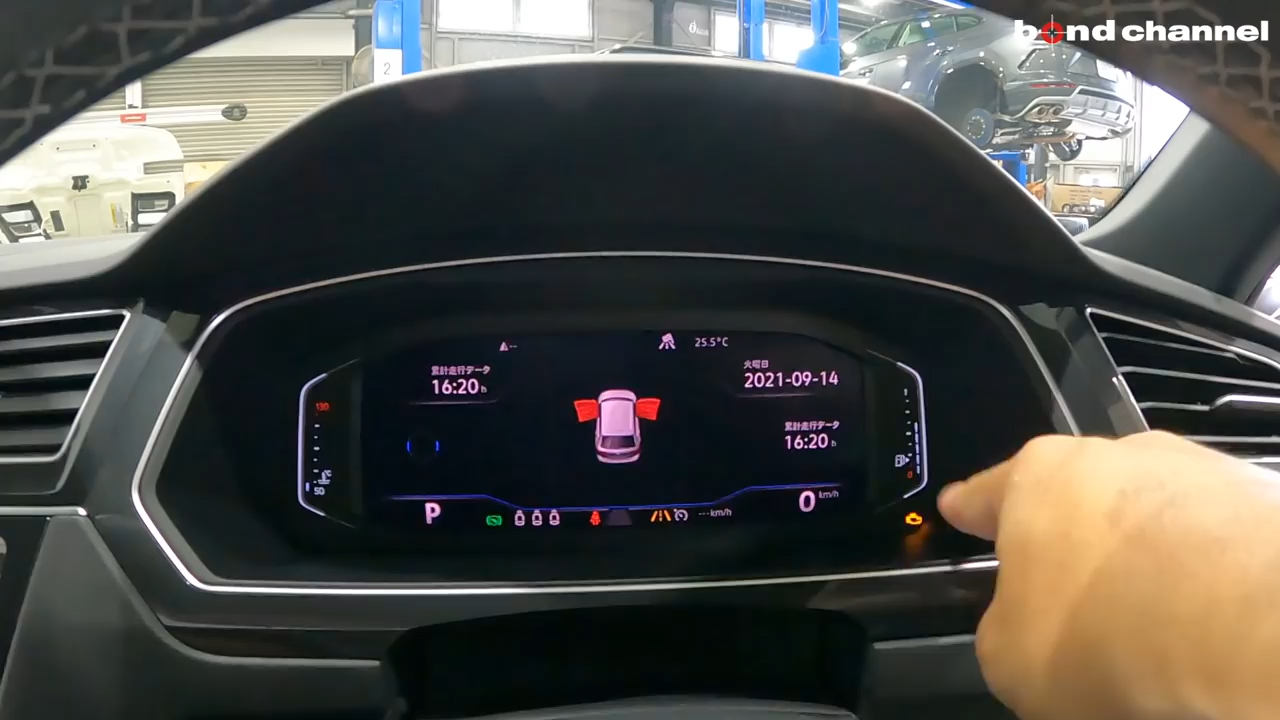 bond channel
2
25.5°C
累計走行データ
16:20 h
火曜日
2021-09-14
累計走行データ
16:20 h
130
50
0
P
0 km/h
--- km/h